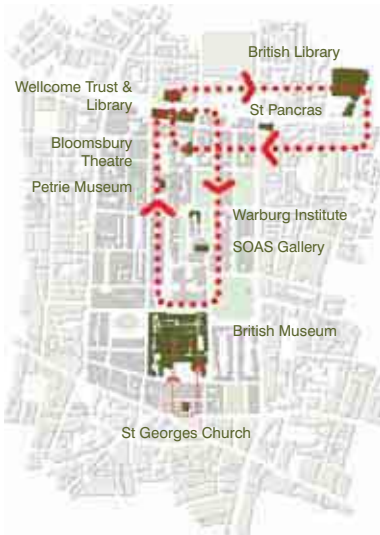 British Library
Wellcome Trust &
Library
St Pancras
Bloomsbury
Theatre
Petrie Museum
Warburg Institute
SOAS Gallery
British Museum
St Georges Church